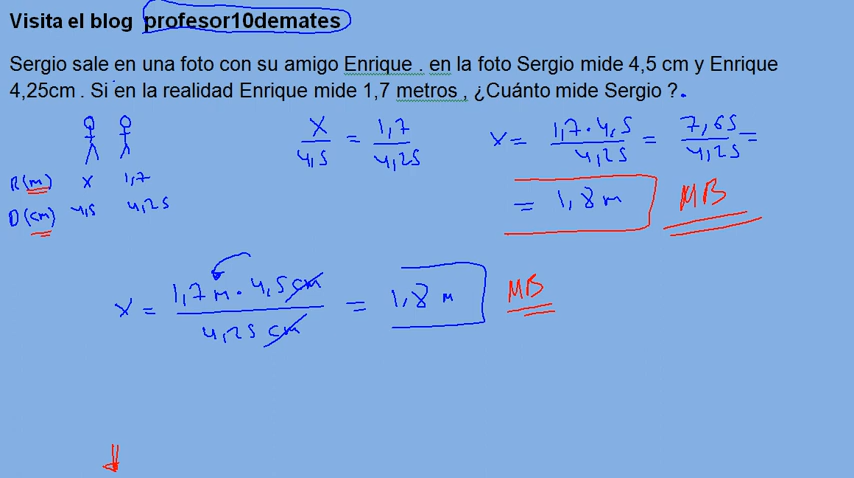 Visita el blog profesor10demates
Sergio sale en una foto con su amigo Enrique . en la foto Sergio mide 4,5 cm y Enrique
4,25cm . Si en la realidad Enrique mide 1,7 metros , ¿Cuánto mide Sergio ?.
R(m) x 1,7
D(cm) 4,5 4,25
x/4,5 = 1,7/4,25
x = 1,7·4,5/4,25 = 7,65/4,25 =
= 1,8 m MB
x = 1,7 m · 4,5 cm/4,25 cm = 1,8 m MB